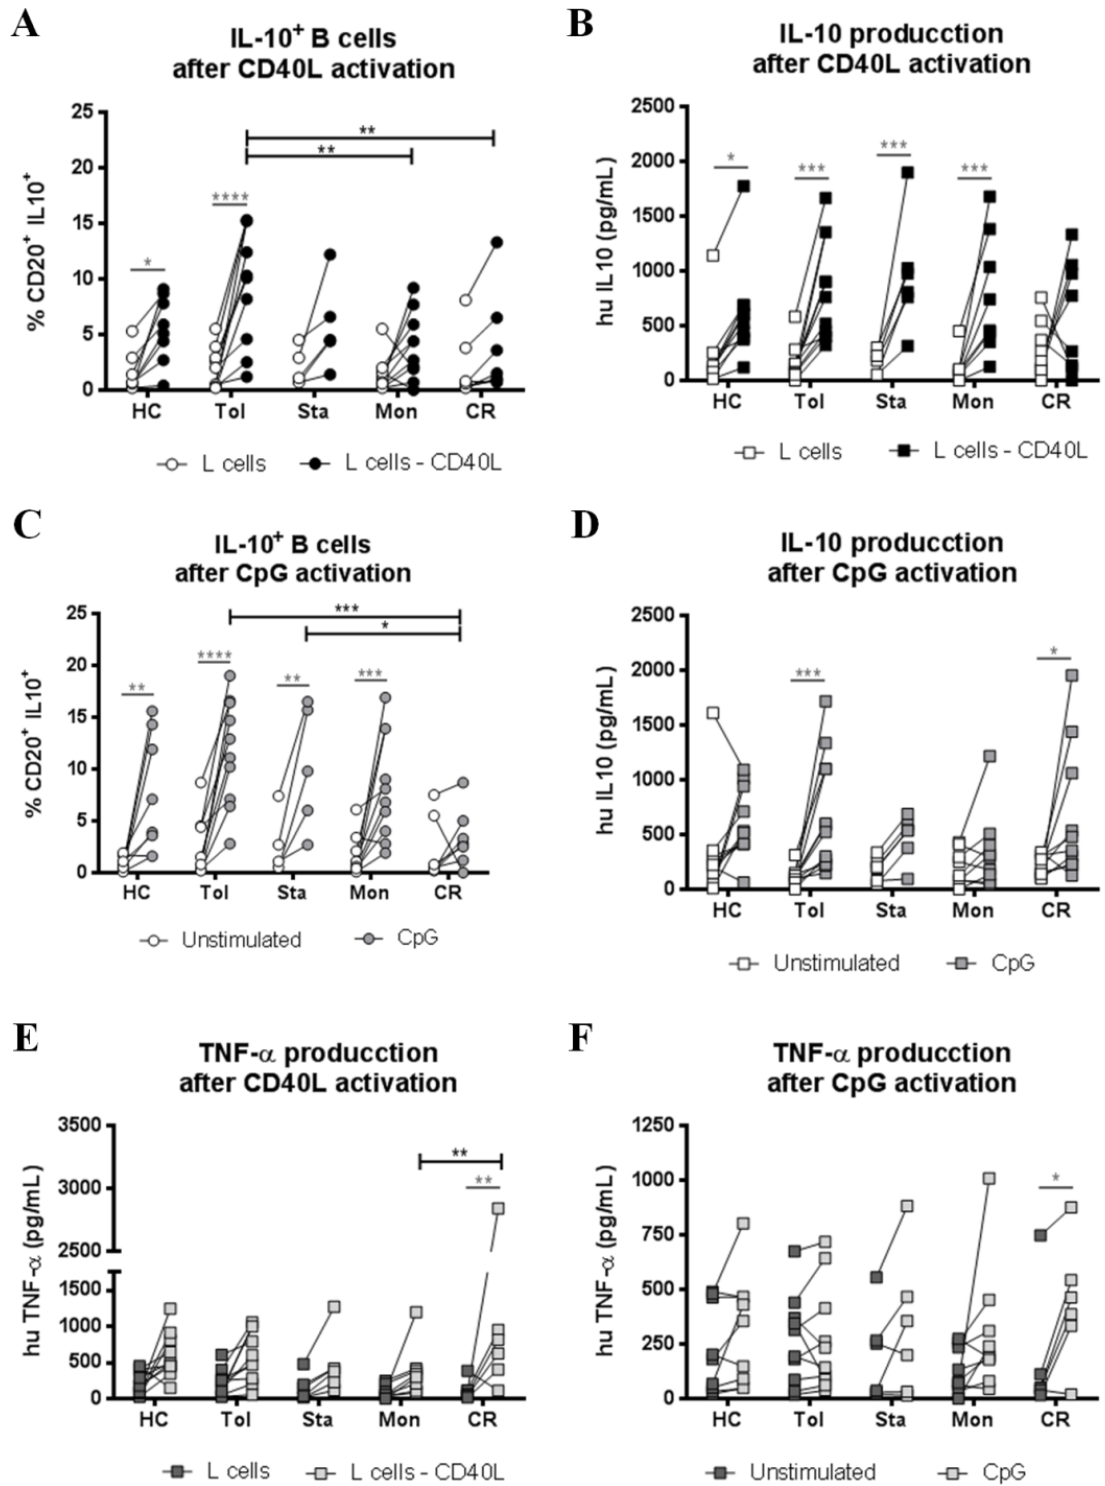 A
IL-10+ B cells
after CD40L activation
% CD20+ IL10+
25
20
15
10
5
0
**
**
****
*
HC Tol Sta Mon CR
L cells L cells - CD40L
B
IL-10 producction
after CD40L activation
hu IL10 (pg/mL)
2500
2000
1500
1000
500
0
*
***
***
***
HC Tol Sta Mon CR
L cells L cells - CD40L
C
IL-10+ B cells
after CpG activation
% CD20+ IL10+
25
20
15
10
5
0
***
*
**
****
**
***
HC Tol Sta Mon CR
Unstimulated CpG
D
IL-10 producction
after CpG activation
hu IL10 (pg/mL)
2500
2000
1500
1000
500
0
***
*
HC Tol Sta Mon CR
Unstimulated CpG
E
TNF-α producction
after CD40L activation
hu TNF-α (pg/mL)
3500
3000
2500
1500
1000
500
0
**
**
HC Tol Sta Mon CR
L cells L cells - CD40L
F
TNF-α producction
after CpG activation
hu TNF-α (pg/mL)
1250
1000
750
500
250
0
*
HC Tol Sta Mon CR
Unstimulated CpG